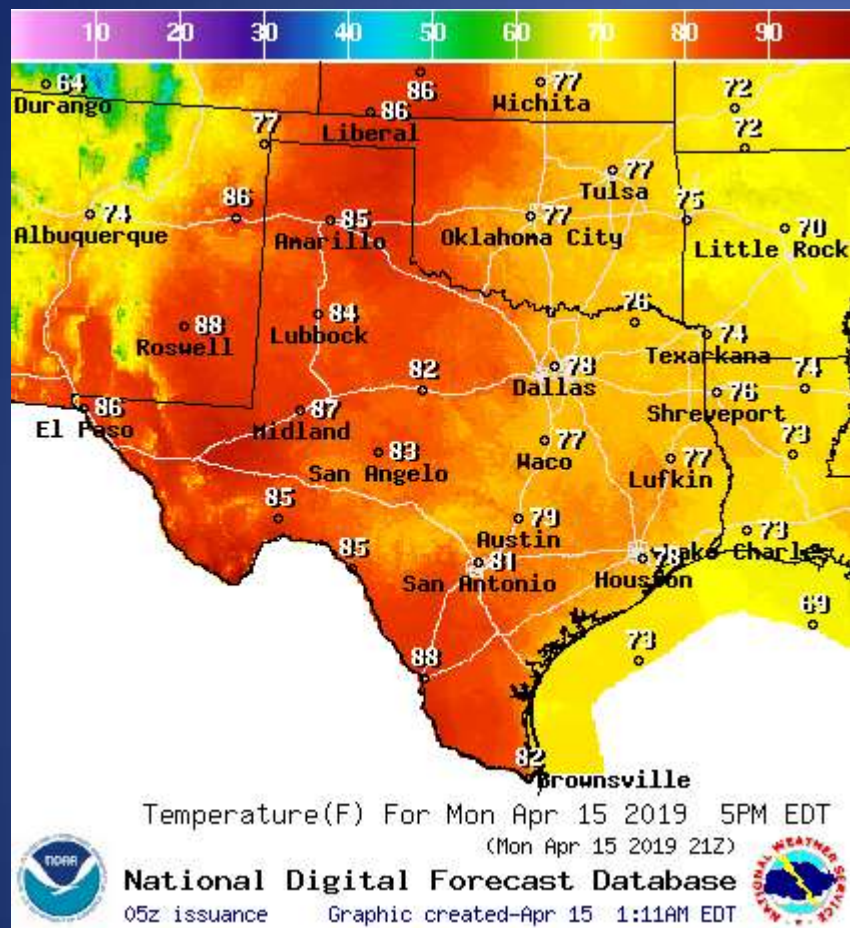 10 20 30 40 50 60 70 80 90
64
Durango
86
77
Wichita
72
86
Liberal
77
72
77
Tulsa
74
Albuquerque
86
85
Amarillo
77
Oklahoma City
75
70
Little Rock
88
Roswell
84
Lubbock
76
74
Texarkana
86
El Paso
87
Midland
82
78
Dallas
76
Shreveport
74
83
San Angelo
77
Waco
77
Lufkin
73
85
79
Austin
73
Lake Charles
85
81
San Antonio
78
Houston
69
88
73
82
Brownsville
Temperature(F) For Mon Apr 15 2019 5PM EDT
(Mon Apr 15 2019 21Z)
National Digital Forecast Database
05z issuance Graphic created-Apr 15 1:11AM EDT
NOAA
NATIONAL WEATHER SERVICE